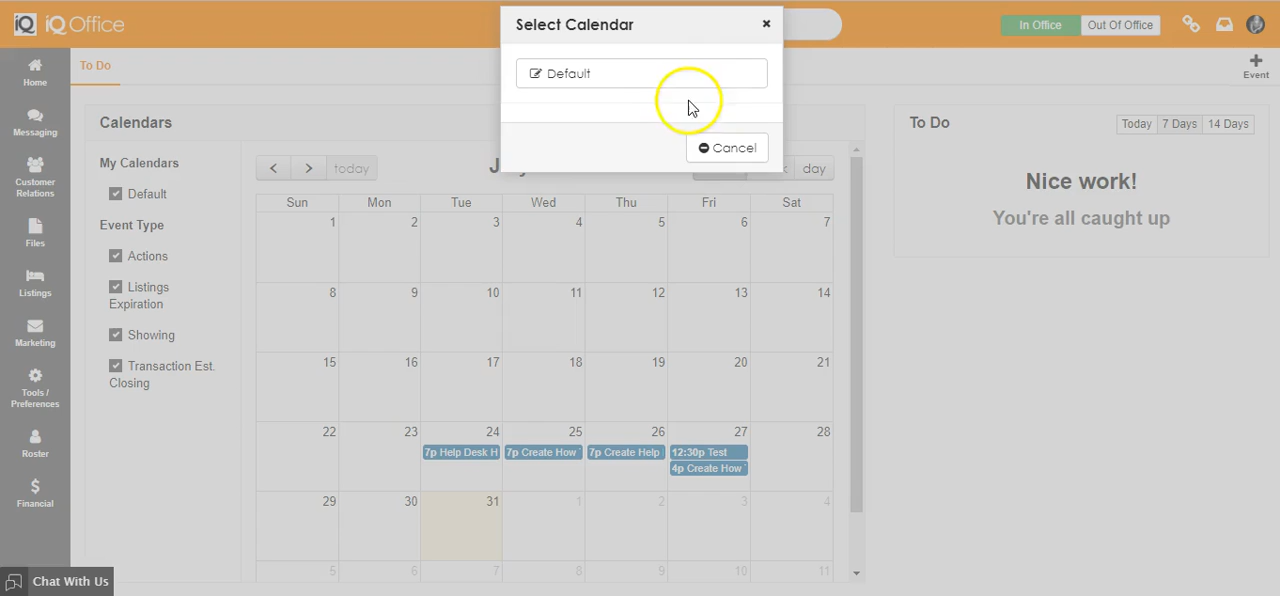 iQ iQ Office
Select Calendar
×
In Office
Out Of Office
Home
Messaging
Customer
Relations
Files
Listings
Marketing
Tools /
Preferences
Roster
Financial
Chat With Us
To Do
Event
Default
Cancel
Calendars
My Calendars
Default
Event Type
Actions
Listings
Expiration
Showing
Transaction Est.
Closing
< > today
day
Sun Mon Tue Wed Thu Fri Sat
1 2 3 4 5 6 7
8 9 10 11 12 13 14
15 16 17 18 19 20 21
22 23 24 25 26 27 28
7p Help Desk H 7p Create How 7p Create Help 12:30p Test
4p Create How
29 30 31 1 2 3 4
5 6 7 8 9 10 11
To Do
Today 7 Days 14 Days
Nice work!
You're all caught up